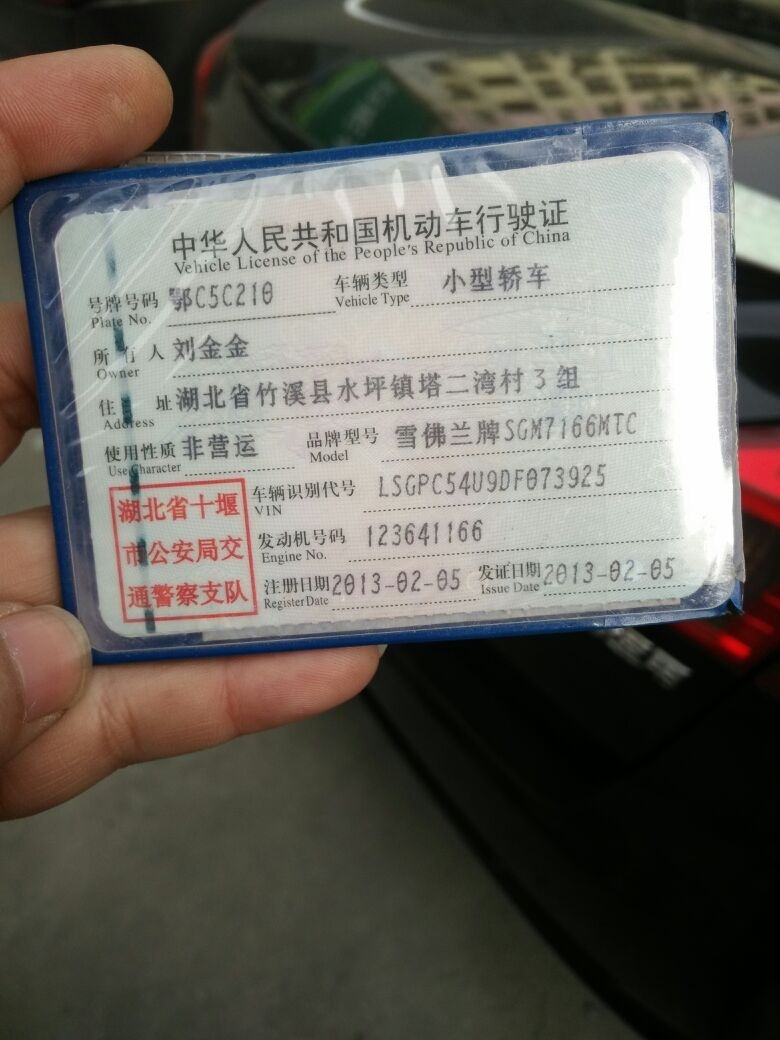 中华人民共和国机动车行驶证
Vehicle License of the People's Republic of China
号牌号码 鄂C5C210 车辆类型 小型轿车
Plate No. Vehicle Type
所有人 刘金金
Owner
住址 湖北省竹溪县水坪镇塔二湾村3组
Address
使用性质 非营运 品牌型号 雪佛兰牌SGM7166MTC
Use Character Model
湖北省十堰
市公安局交
通警察支队
车辆识别代号 LSGPC54U9DF073925
VIN
发动机号码 123641166
Engine No.
注册日期 2013-02-05 发证日期 2013-02-05
Register Date Issue Date